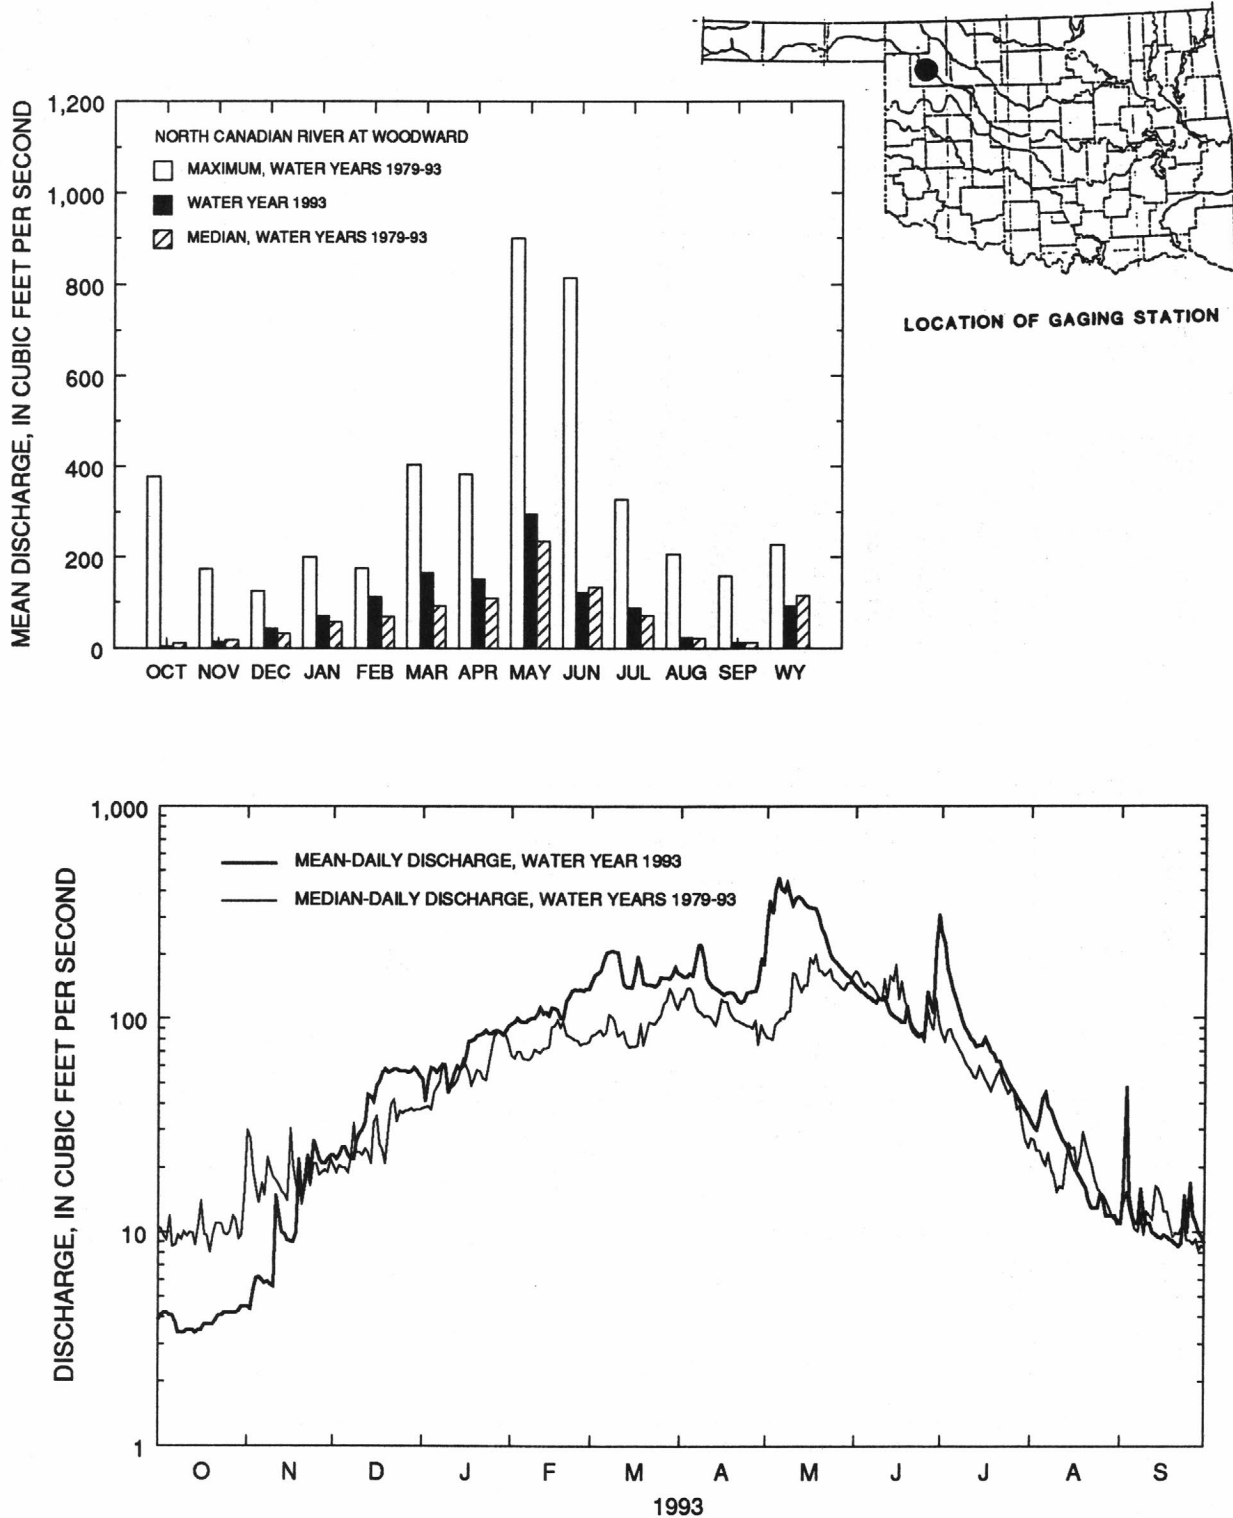 MEAN DISCHARGE, IN CUBIC FEET PER SECOND
1,200
1,000
800
600
400
200
0
NORTH CANADIAN RIVER AT WOODWARD
MAXIMUM, WATER YEARS 1979-93
WATER YEAR 1993
MEDIAN, WATER YEARS 1979-93
OCT NOV DEC JAN FEB MAR APR MAY JUN JUL AUG SEP WY
LOCATION OF GAGING STATION
DISCHARGE, IN CUBIC FEET PER SECOND
1,000
100
10
1
MEAN-DAILY DISCHARGE, WATER YEAR 1993
MEDIAN-DAILY DISCHARGE, WATER YEARS 1979-93
O N D J F M A M J J A S
1993